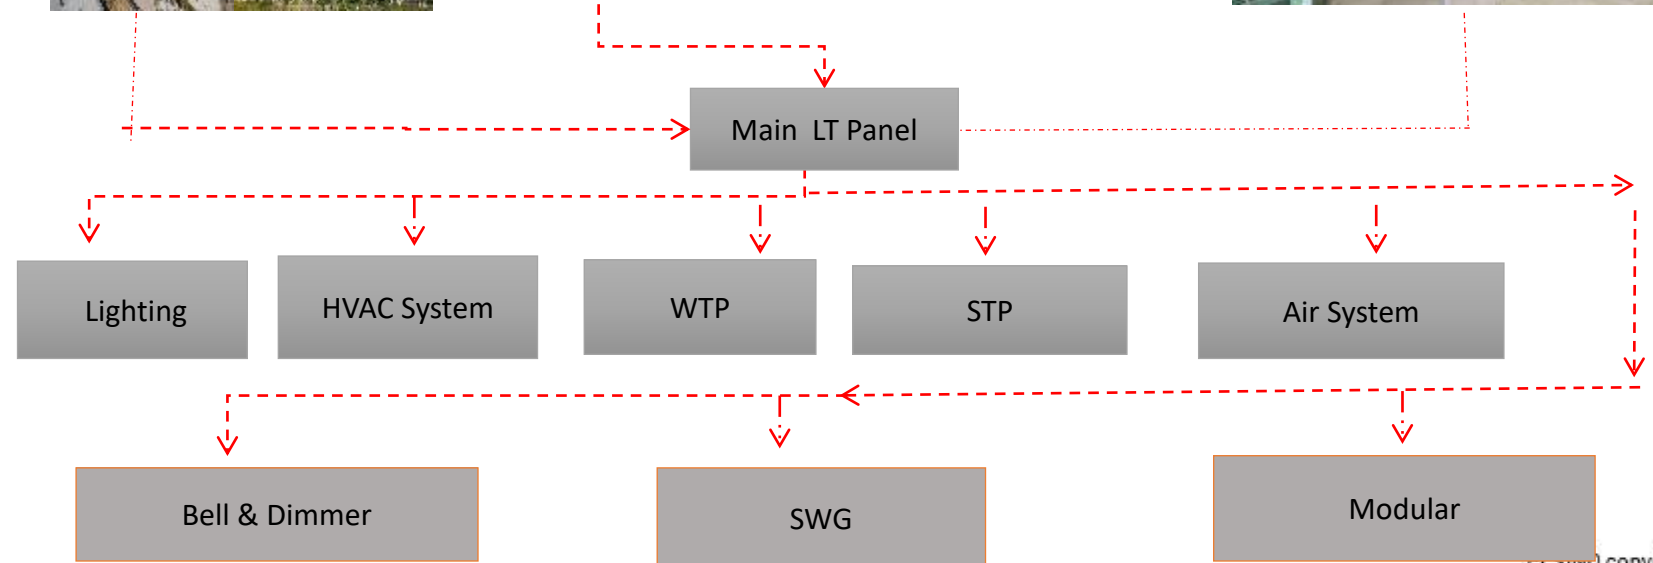 Main LT Panel
Lighting
HVAC System
WTP
STP
Air System
Bell & Dimmer
SWG
Modular